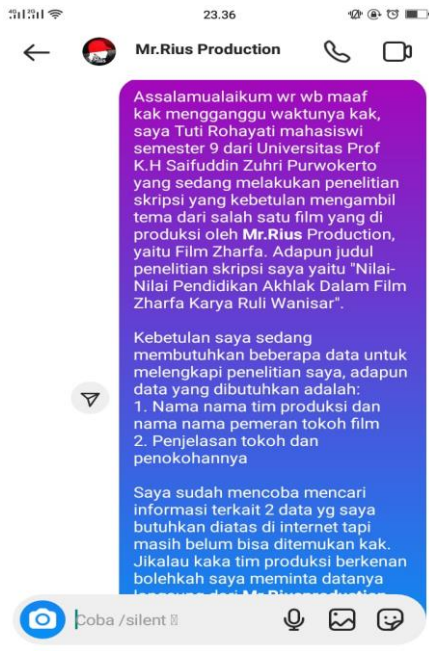 23.36
Mr.Rius Production
Assalamualaikum wr wb maaf
kak mengganggu waktunya kak,
saya Tuti Rohayati mahasiswi
semester 9 dari Universitas Prof
K.H Saifuddin Zuhri Purwokerto
yang sedang melakukan penelitian
skripsi yang kebetulan mengambil
tema dari salah satu film yang di
produksi oleh Mr.Rius Production,
yaitu Film Zharfa. Adapun judul
penelitian skripsi saya yaitu "Nilai-
Nilai Pendidikan Akhlak Dalam Film
Zharfa Karya Ruli Wanisar".
Kebetulan saya sedang
membutuhkan beberapa data untuk
melengkapi penelitian saya, adapun
data yang dibutuhkan adalah:
1. Nama nama tim produksi dan
nama nama pemeran tokoh film
2. Penjelasan tokoh dan
penokohannya
Saya sudah mencoba mencari
informasi terkait 2 data yg saya
butuhkan diatas di internet tapi
masih belum bisa ditemukan kak.
Jikalau kaka tim produksi berkenan
bolehkah saya meminta datanya
Coba /silent